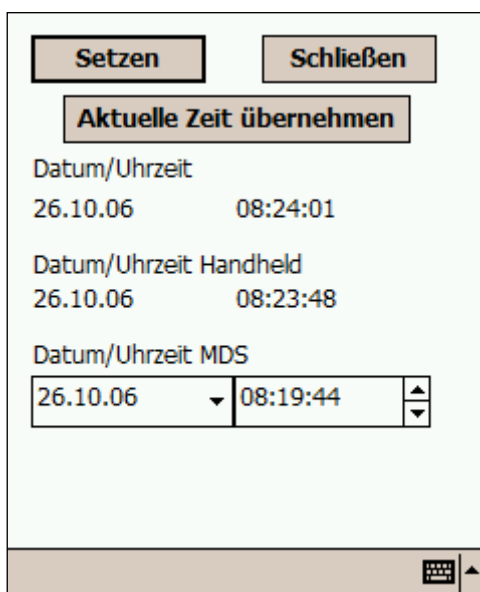 Setzen Schließen
Aktuelle Zeit übernehmen
Datum/Uhrzeit
26.10.06 08:24:01
Datum/Uhrzeit Handheld
26.10.06 08:23:48
Datum/Uhrzeit MDS
26.10.06 08:19:44